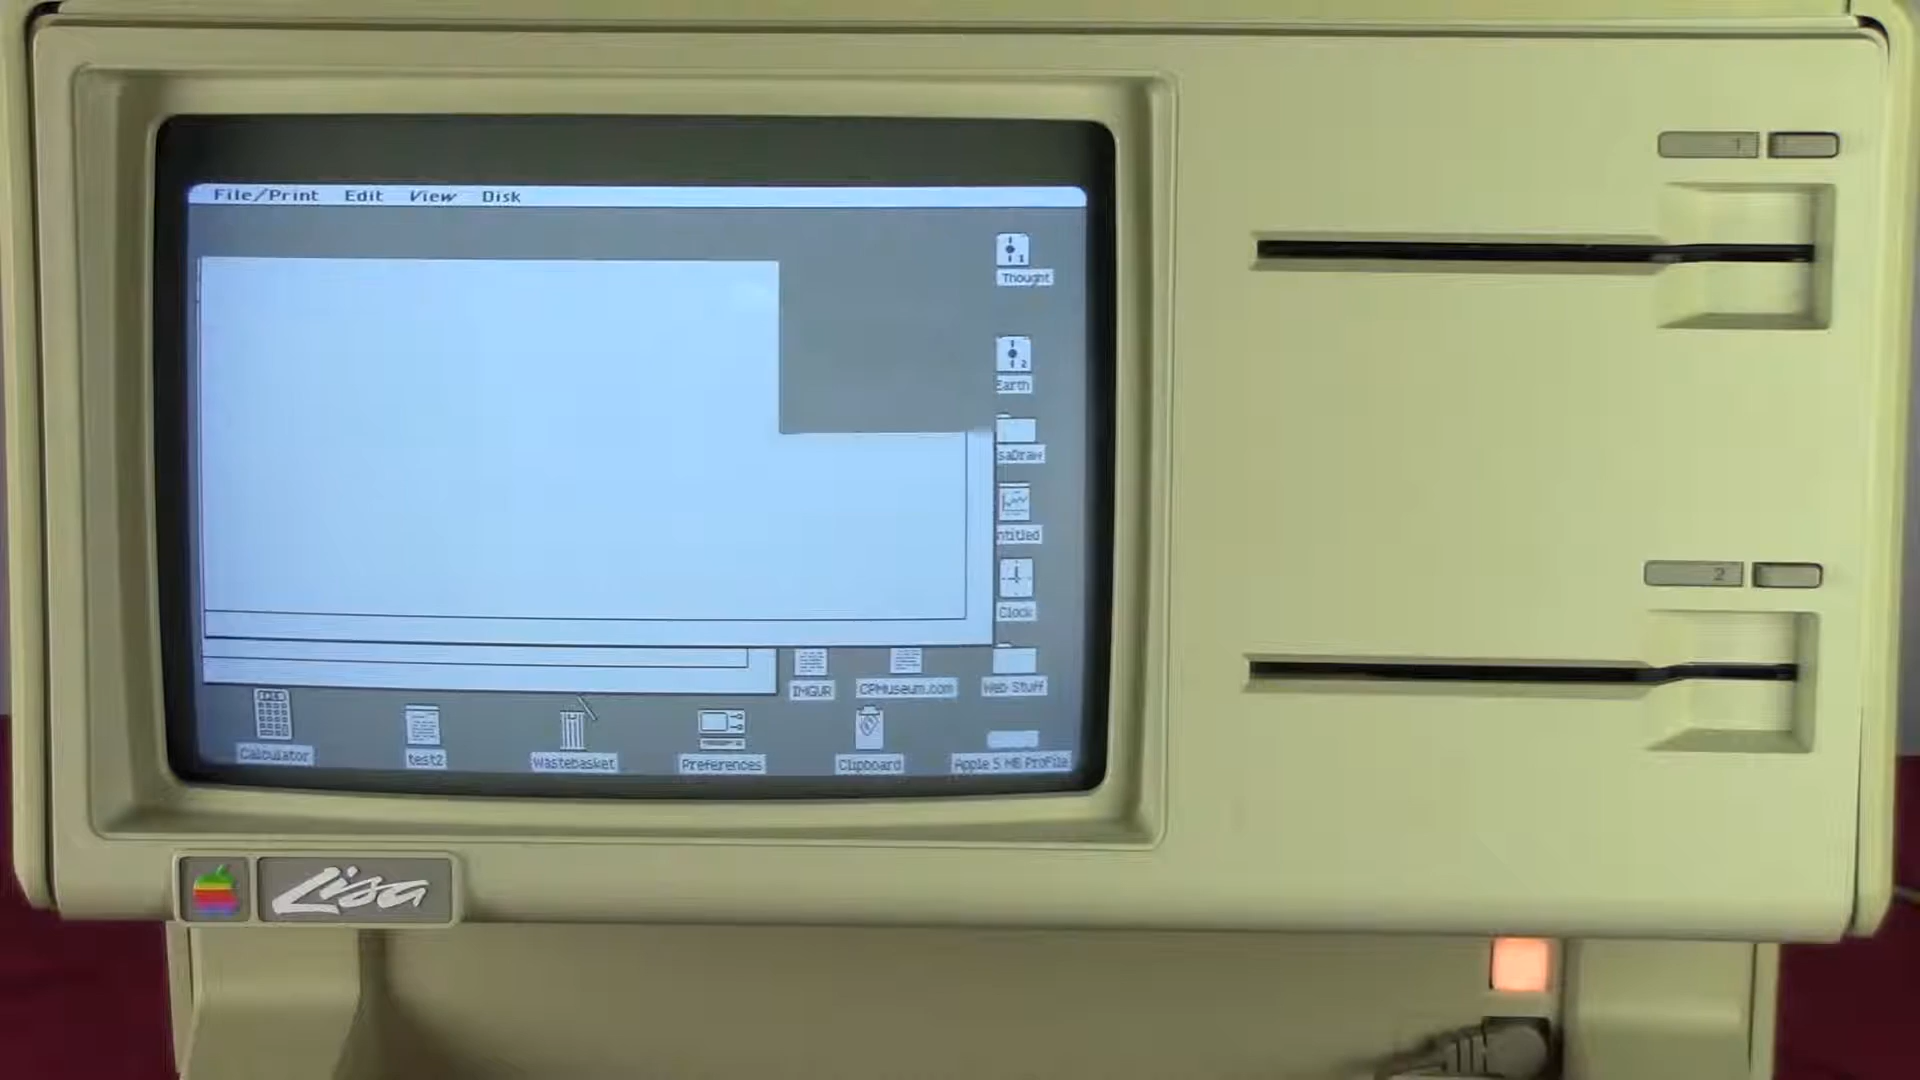 File/Print Edit View Disk
1
Thought
Earth
saDraw
ntitled
Clock
IMGUR CPMuseum.com Web Stuff
Calculator test2 Wastebasket Preferences Clipboard Apple 5 MB ProFile
2
Lisa